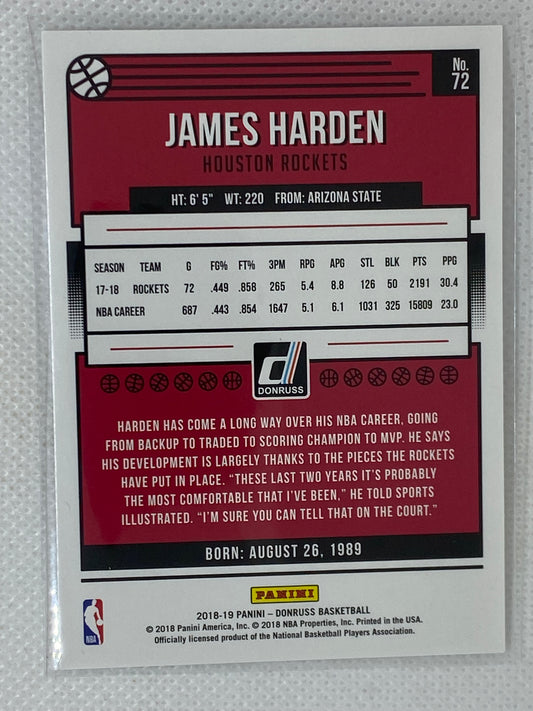 No.
72
JAMES HARDEN
HOUSTON ROCKETS
HT: 6' 5" WT: 220 FROM: ARIZONA STATE
SEASON TEAM G FG% FT% 3PM RPG APG STL BLK PTS PPG
17-18 ROCKETS 72 .449 .858 265 5.4 8.8 126 50 2191 30.4
NBA CAREER 687 .443 .854 1647 5.1 6.1 1031 325 15809 23.0
DONRUSS
HARDEN HAS COME A LONG WAY OVER HIS NBA CAREER, GOING
FROM BACKUP TO TRADED TO SCORING CHAMPION TO MVP. HE SAYS
HIS DEVELOPMENT IS LARGELY THANKS TO THE PIECES THE ROCKETS
HAVE PUT IN PLACE. “THESE LAST TWO YEARS IT’S PROBABLY
THE MOST COMFORTABLE THAT I’VE BEEN,” HE TOLD SPORTS
ILLUSTRATED. “I’M SURE YOU CAN TELL THAT ON THE COURT.”
BORN: AUGUST 26, 1989
PANINI
2018-19 PANINI – DONRUSS BASKETBALL
© 2018 Panini America, Inc. © 2018 NBA Properties, Inc. Printed in the USA.
Officially licensed product of the National Basketball Players Association.
NBA